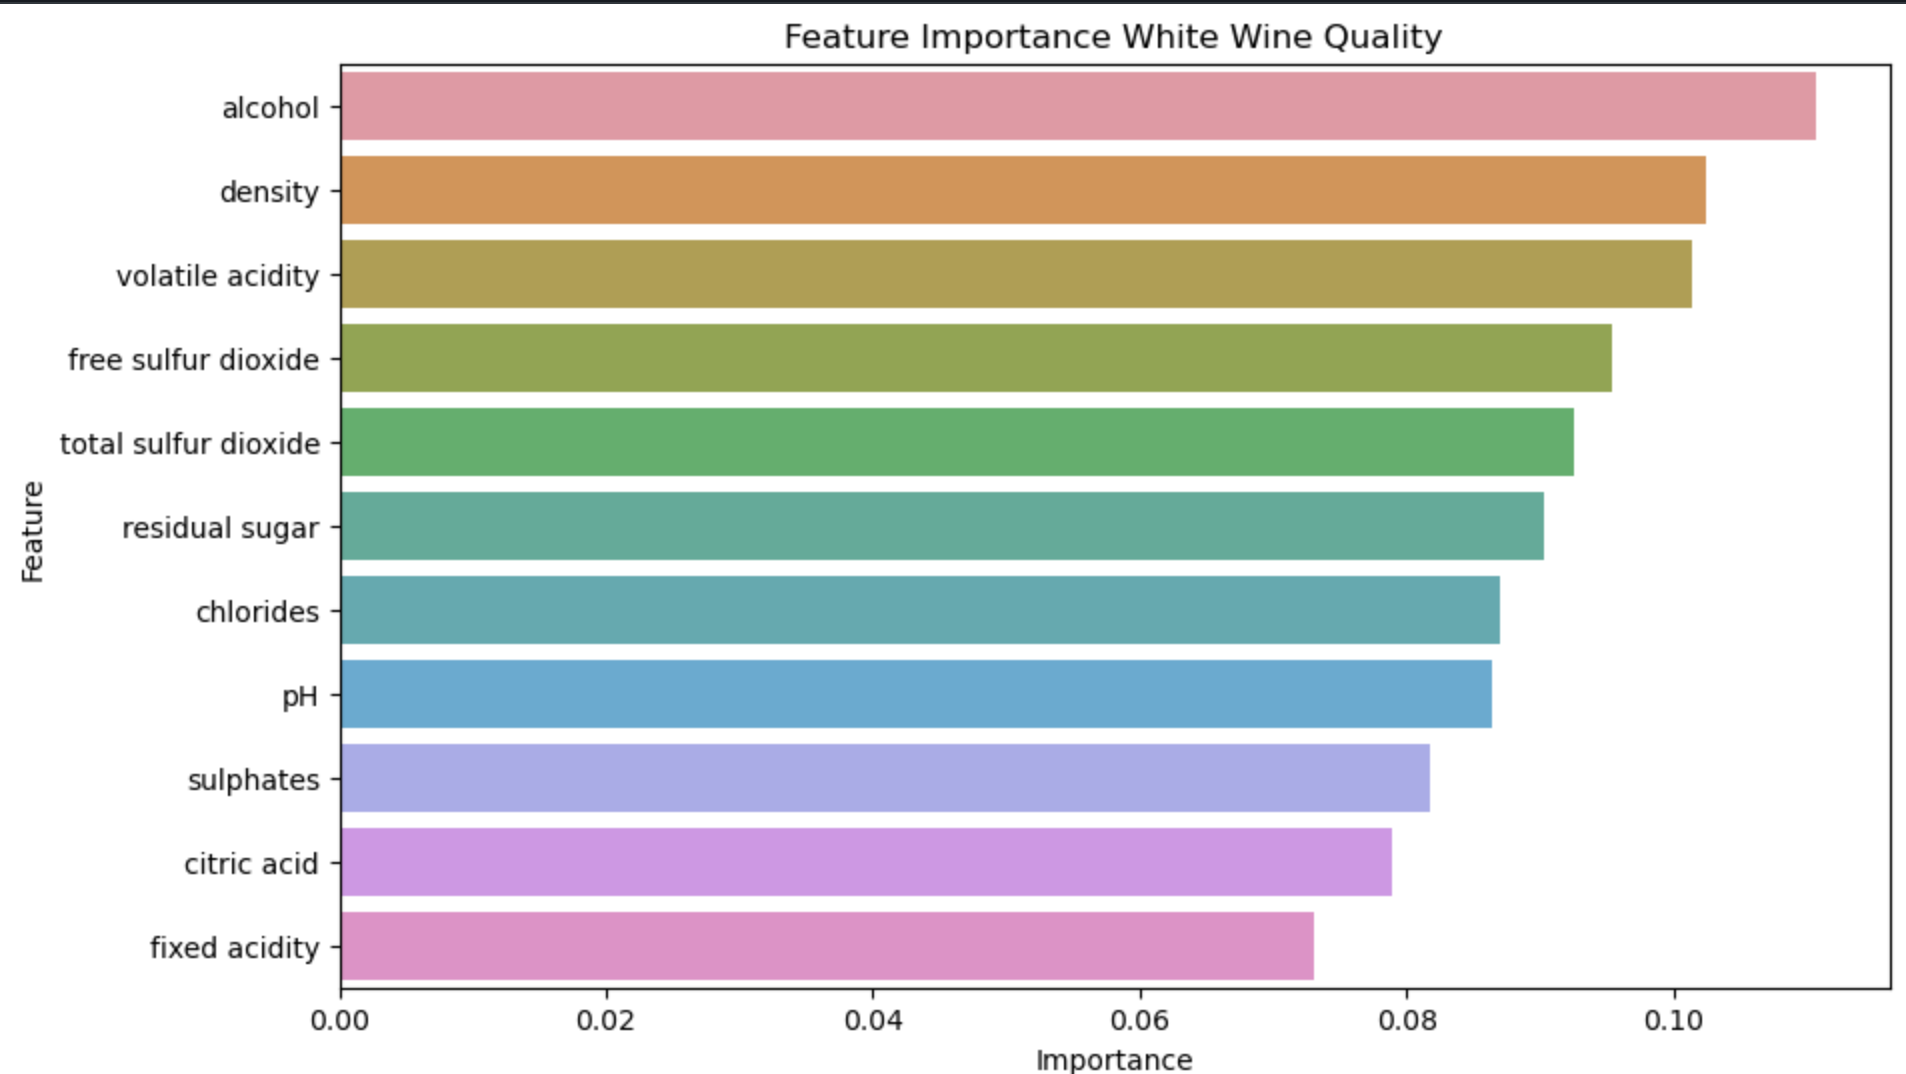 Feature Importance White Wine Quality
Feature
alcohol
density
volatile acidity
free sulfur dioxide
total sulfur dioxide
residual sugar
chlorides
pH
sulphates
citric acid
fixed acidity
0.00 0.02 0.04 0.06 0.08 0.10
Importance